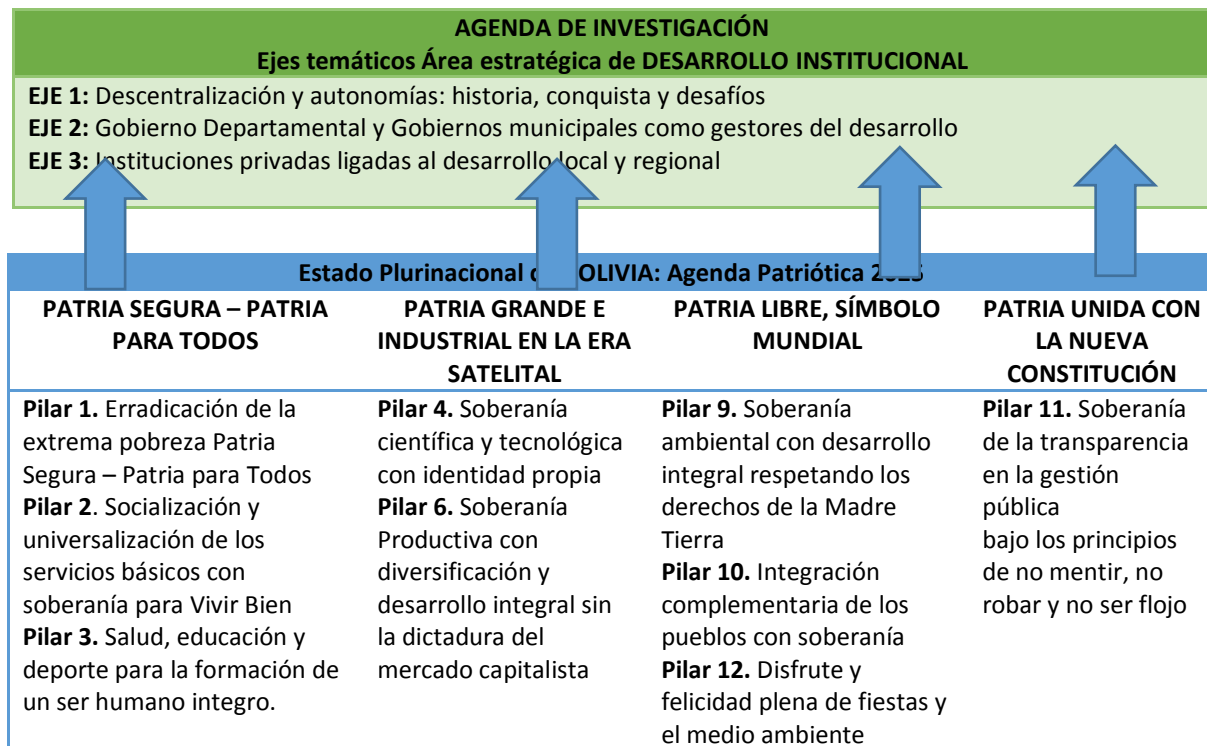 AGENDA DE INVESTIGACIÓN
Ejes temáticos Área estratégica de DESARROLLO INSTITUCIONAL
EJE 1: Descentralización y autonomías: historia, conquista y desafíos
EJE 2: Gobierno Departamental y Gobiernos municipales como gestores del desarrollo
EJE 3: Instituciones privadas ligadas al desarrollo local y regional
Estado Plurinacional OLIVIA: Agenda Patriótica
PATRIA SEGURA – PATRIA
PARA TODOS
Pilar 1. Erradicación de la
extrema pobreza Patria
Segura – Patria para Todos
Pilar 2. Socialización y
universalización de los
servicios básicos con
soberanía para Vivir Bien
Pilar 3. Salud, educación y
deporte para la formación de
un ser humano integro.
PATRIA GRANDE E
INDUSTRIAL EN LA ERA
SATELITAL
Pilar 4. Soberanía
científica y tecnológica
con identidad propia
Pilar 6. Soberanía
Productiva con
diversificación y
desarrollo integral sin
la dictadura del
mercado capitalista
PATRIA LIBRE, SÍMBOLO
MUNDIAL
Pilar 9. Soberanía
ambiental con desarrollo
integral respetando los
derechos de la Madre
Tierra
Pilar 10. Integración
complementaria de los
pueblos con soberanía
Pilar 12. Disfrute y
felicidad plena de fiestas y
el medio ambiente
PATRIA UNIDA CON
LA NUEVA
CONSTITUCIÓN
Pilar 11. Soberanía
de la transparencia
en la gestión
pública
bajo los principios
de no mentir, no
robar y no ser flojo